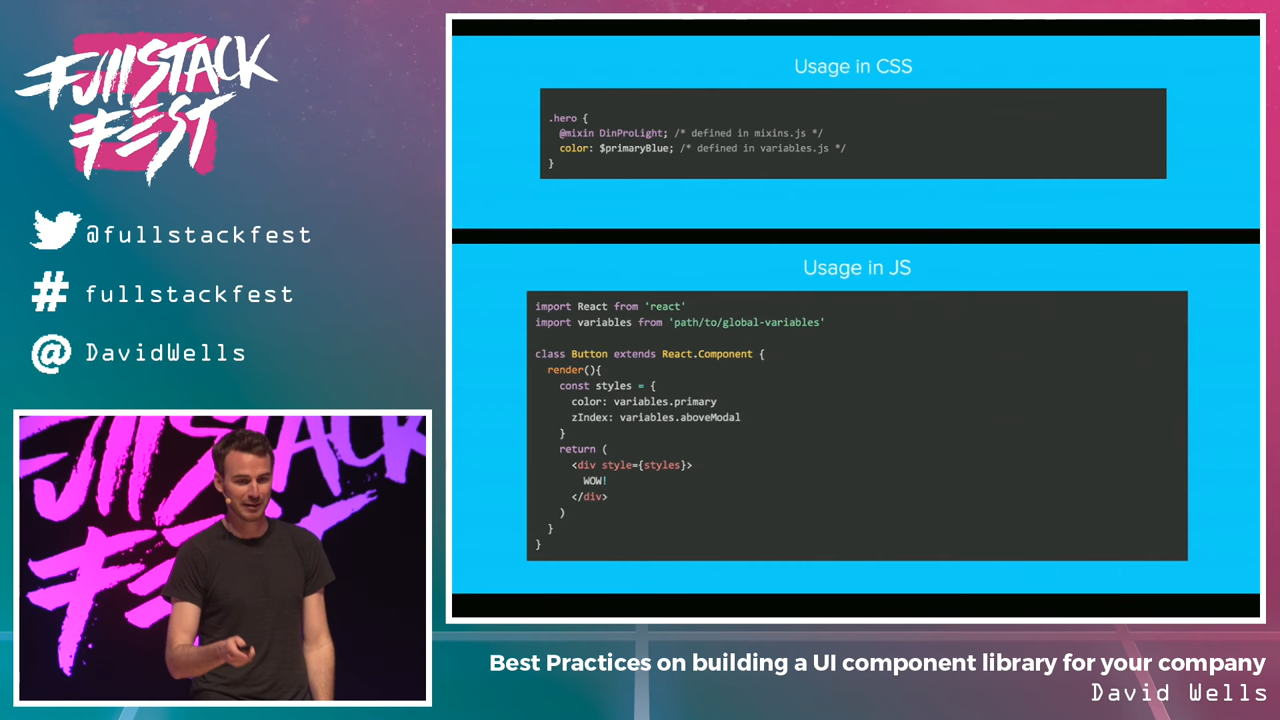 FullSTACK
FEST
@fullstackfest
# fullstackfest
@ DavidWells
FullSTACK
FEST
Usage in CSS
.hero {
@mixin DinProLight; /* defined in mixins.js */
color: $primaryBlue; /* defined in variables.js */
}
Usage in JS
import React from 'react'
import variables from 'path/to/global-variables'
class Button extends React.Component {
render(){
const styles = {
color: variables.primary
zIndex: variables.aboveModal
}
return (
<div style={styles}>
WOW!
</div>
)
}
}
Best Practices on building a UI component library for your company
David Wells